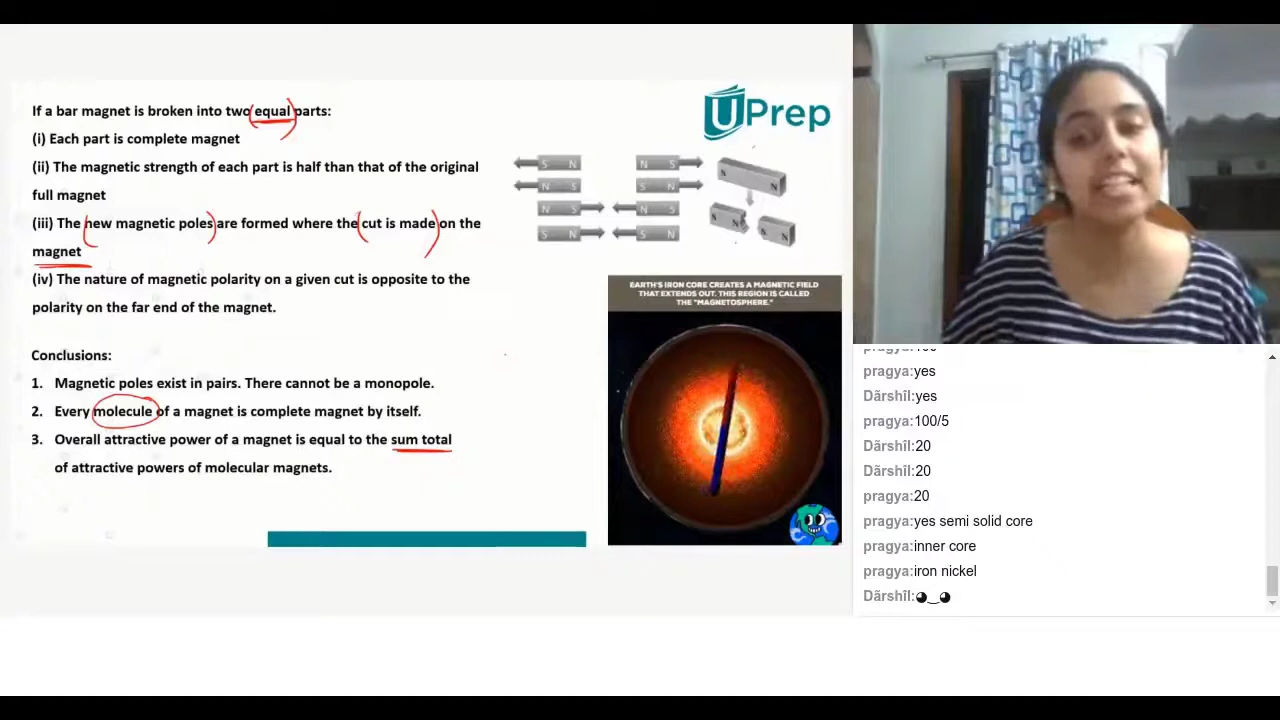 If a bar magnet is broken into two equal parts:
(i) Each part is complete magnet
(ii) The magnetic strength of each part is half than that of the original
full magnet
(iii) The new magnetic poles are formed where the cut is made on the
magnet
(iv) The nature of magnetic polarity on a given cut is opposite to the
polarity on the far end of the magnet.
Conclusions:
1. Magnetic poles exist in pairs. There cannot be a monopole.
2. Every molecule of a magnet is complete magnet by itself.
3. Overall attractive power of a magnet is equal to the sum total
of attractive powers of molecular magnets.
UPrep
S N N S
N S S N
N S N S
S N S N
EARTH'S IRON CORE CREATES A MAGNETIC FIELD
THAT EXTENDS OUT. THIS REGION IS CALLED
THE "MAGNETOSPHERE."
pragya:yes
Dãrshîl:yes
pragya:100/5
Dãrshîl:20
Dãrshîl:20
pragya:20
pragya:yes semi solid core
pragya:inner core
pragya:iron nickel
Dãrshîl:◕‿◕